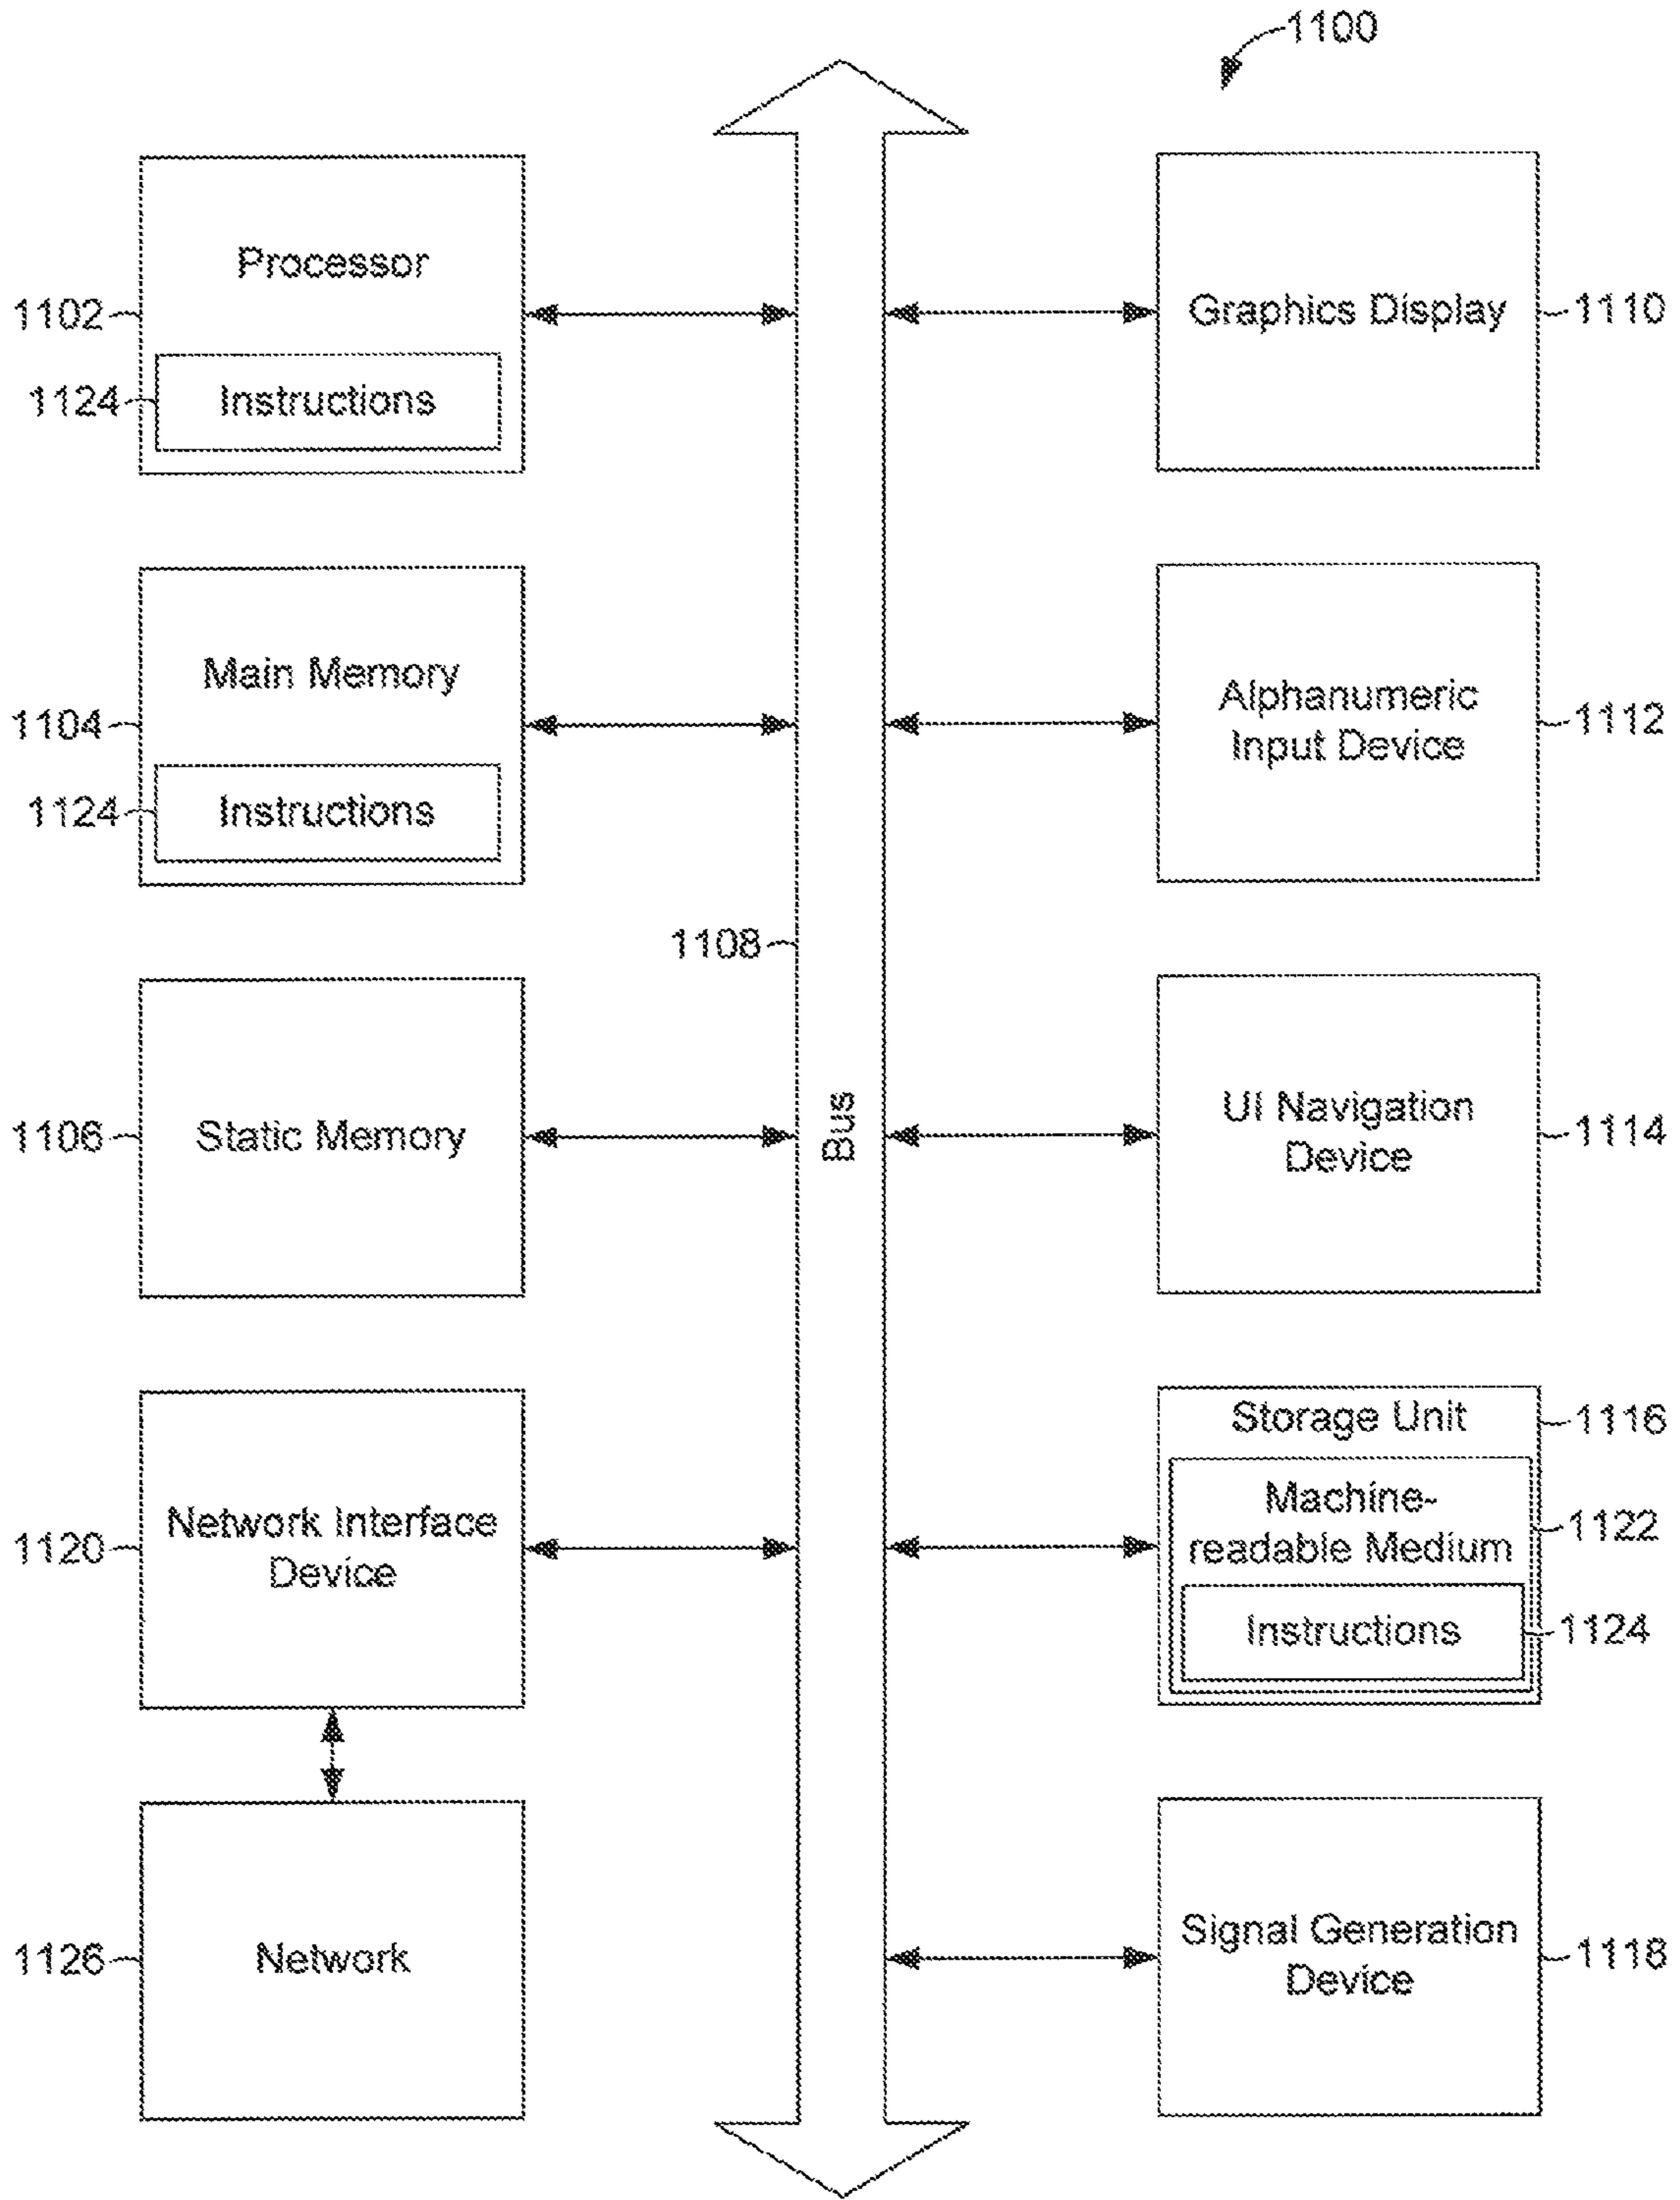 1100
Processor
1102
1124
Instructions
Graphics Display
1110
Main Memory
1104
1124
Instructions
Alphanumeric
Input Device
1112
1108
Bus
Static Memory
1106
UI Navigation
Device
1114
Network Interface
Device
1120
Storage Unit
1116
Machine-
readable Medium
1122
Instructions
1124
Network
1126
Signal Generation
Device
1118